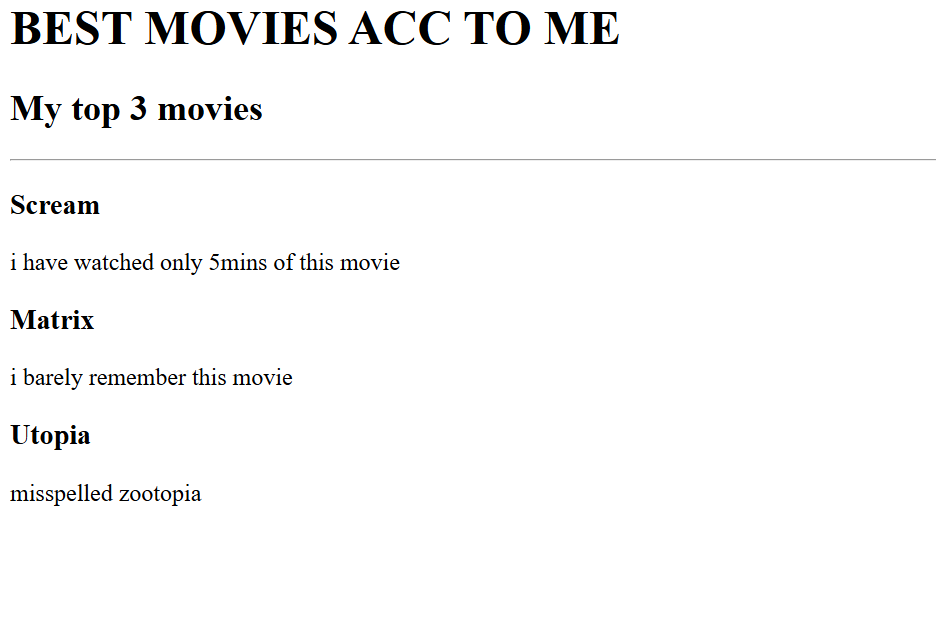 BEST MOVIES ACC TO ME
My top 3 movies
Scream
i have watched only 5mins of this movie
Matrix
i barely remember this movie
Utopia
misspelled zootopia